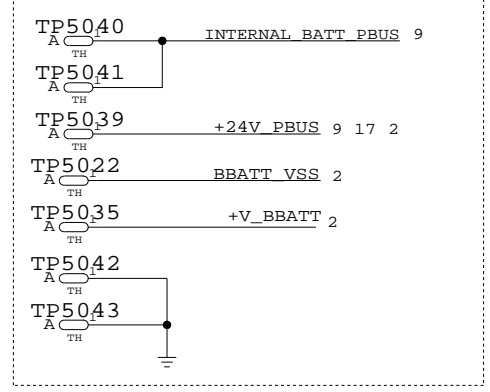 TP5040
A 1 INTERNAL_BATT_PBUS 9
TH
TP5041
A 1
TH
TP5039
A 1 +24V_PBUS 9 17 2
TH
TP5022
A 1 BBATT_VSS 2
TH
TP5035
A 1 +V_BBATT 2
TH
TP5042
A 1
TH
TP5043
A 1
TH